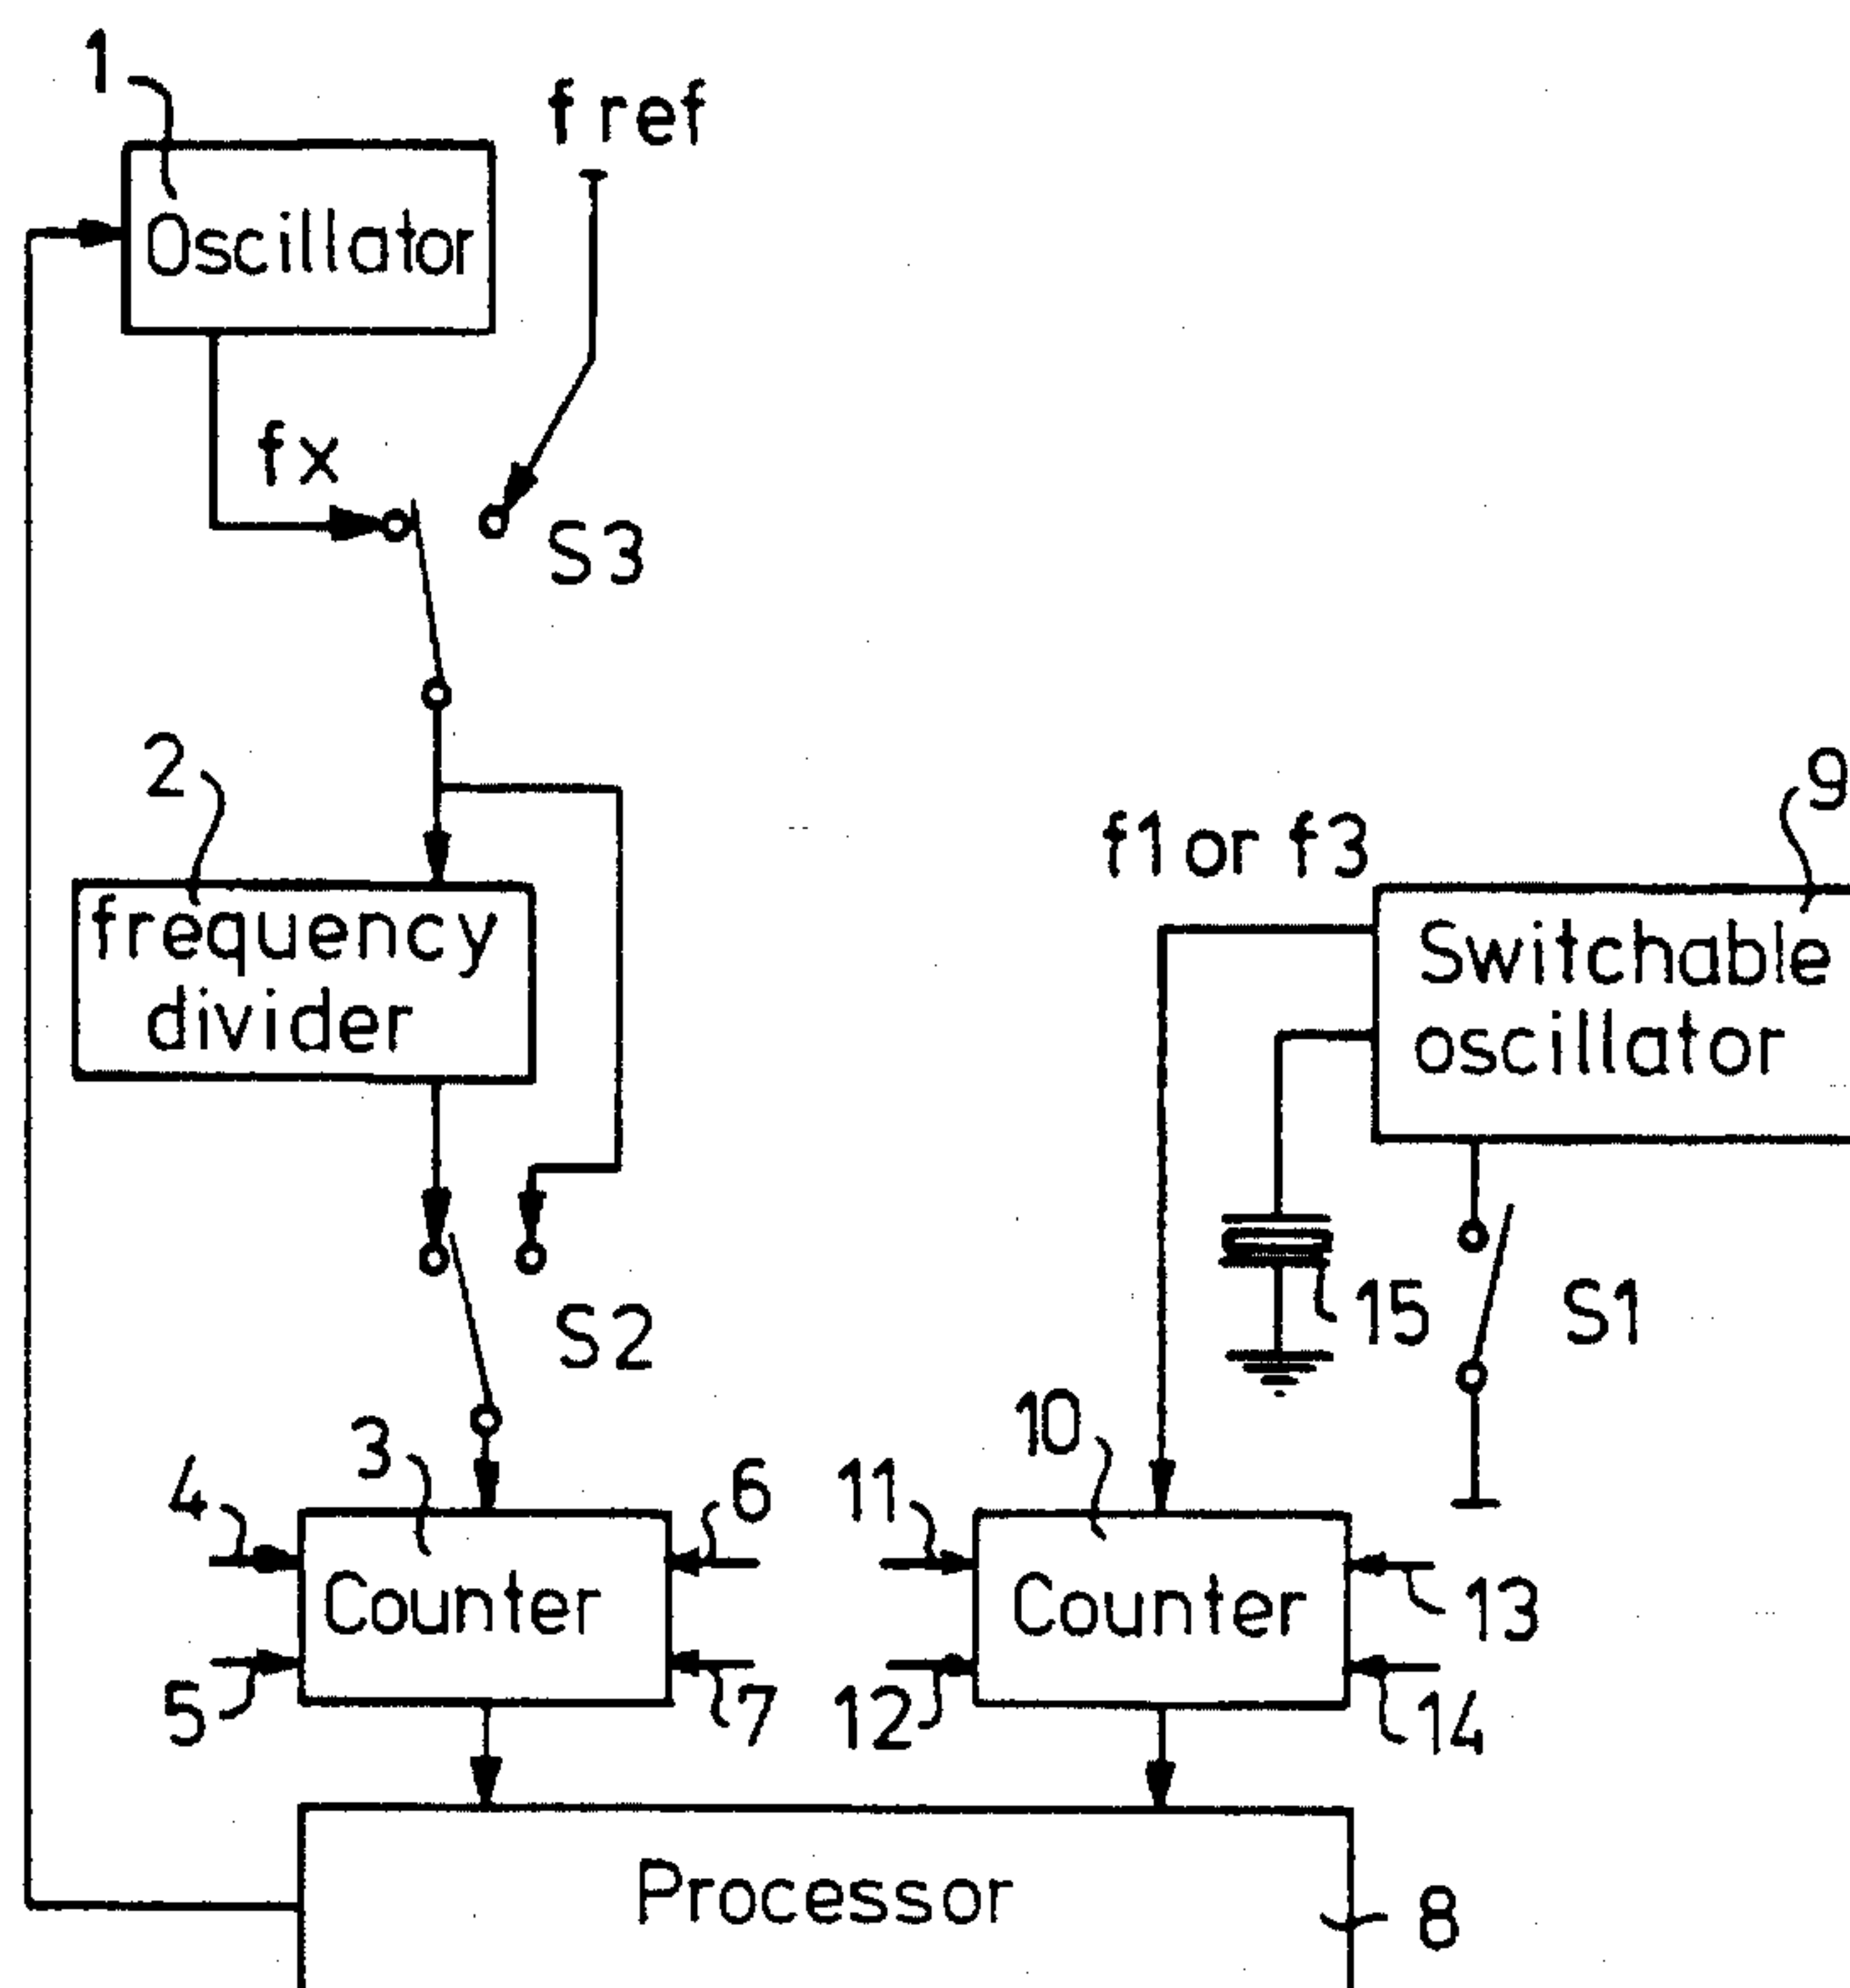 1
f ref
Oscillator
fx
S3
2
frequency
divider
f1 or f3
9
Switchable
oscillator
S2
15
S1
3
10
4
6
11
Counter
Counter
13
5
7
12
14
Processor
8